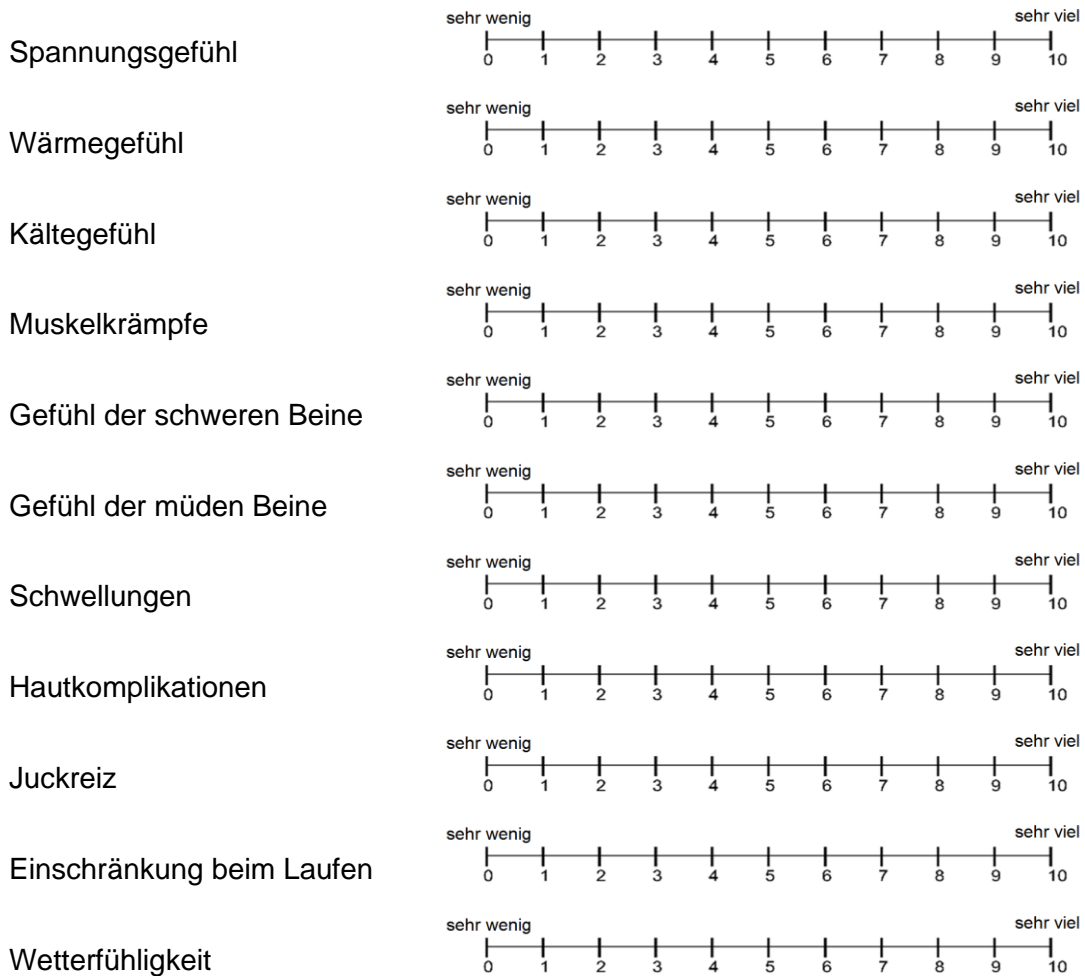 sehr wenig sehr viel
Spannungsgefühl
0 1 2 3 4 5 6 7 8 9 10
sehr wenig sehr viel
Wärmegefühl
0 1 2 3 4 5 6 7 8 9 10
sehr wenig sehr viel
Kältegefühl
0 1 2 3 4 5 6 7 8 9 10
sehr wenig sehr viel
Muskelkrämpfe
0 1 2 3 4 5 6 7 8 9 10
sehr wenig sehr viel
Gefühl der schweren Beine
0 1 2 3 4 5 6 7 8 9 10
sehr wenig sehr viel
Gefühl der müden Beine
0 1 2 3 4 5 6 7 8 9 10
sehr wenig sehr viel
Schwellungen
0 1 2 3 4 5 6 7 8 9 10
sehr wenig sehr viel
Hautkomplikationen
0 1 2 3 4 5 6 7 8 9 10
sehr wenig sehr viel
Juckreiz
0 1 2 3 4 5 6 7 8 9 10
sehr wenig sehr viel
Einschränkung beim Laufen
0 1 2 3 4 5 6 7 8 9 10
sehr wenig sehr viel
Wetterfühligkeit
0 1 2 3 4 5 6 7 8 9 10